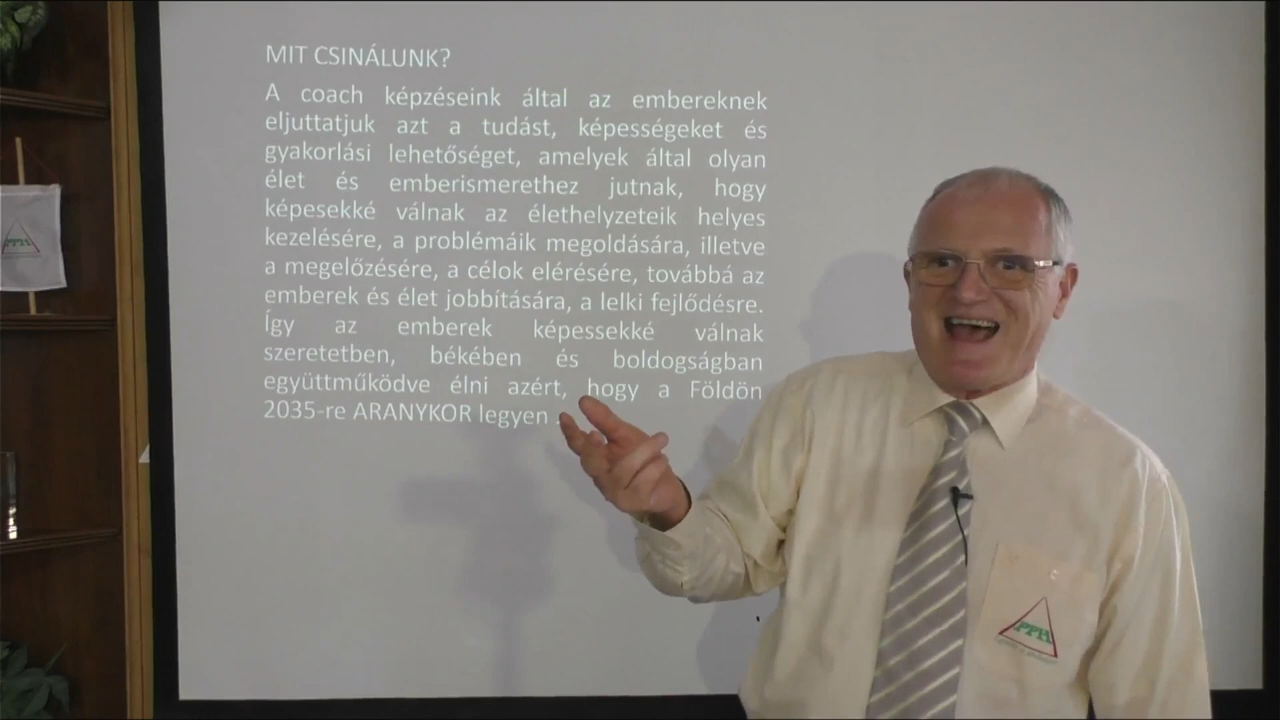 MIT CSINÁLUNK?
A coach képzéseink által az embereknek
eljuttatjuk azt a tudást, képességeket és
gyakorlási lehetőséget, amelyek által olyan
élet és emberismerethez jutnak, hogy
képesekké válnak az élethelyzeteik helyes
kezelésére, a problémáik megoldására, illetve
a megelőzésére, a célok elérésére, továbbá az
emberek és élet jobbítására, a lelki fejlődésre.
Így az emberek képessekké válnak
szeretetben, békében és boldogságban
együttműködve élni azért, hogy a Földön
2035-re ARANYKOR legyen .
PPH
PPH